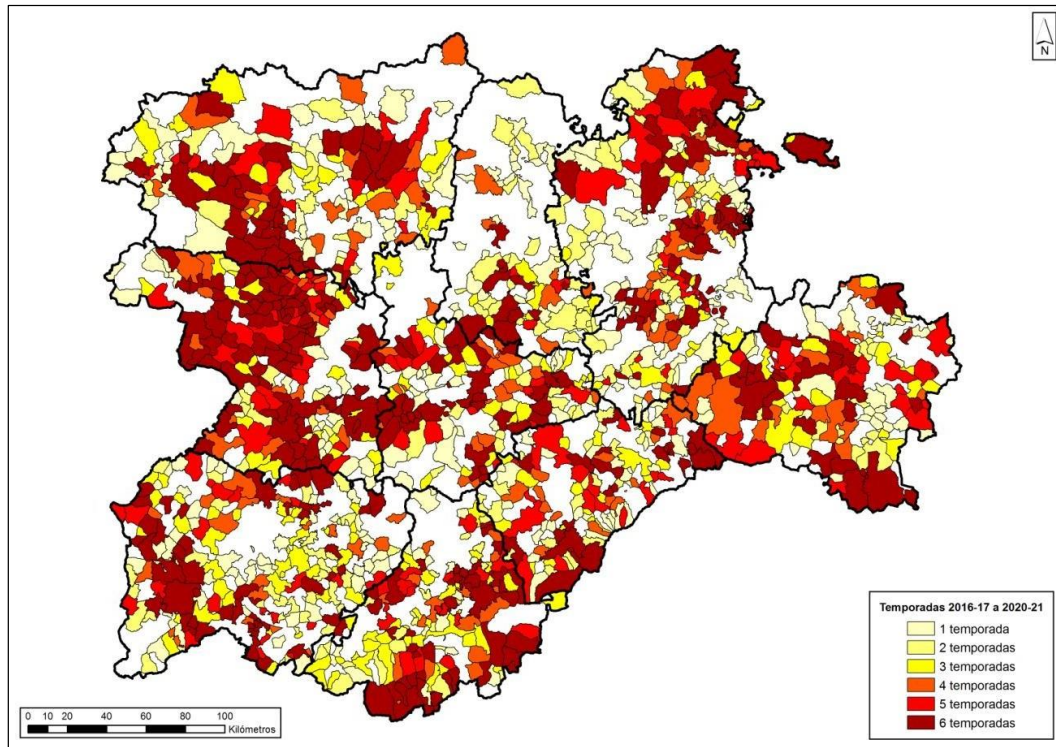 N
Temporadas 2016-17 a 2020-21
1 temporada
2 temporadas
3 temporadas
4 temporadas
5 temporadas
6 temporadas
0 10 20 40 60 80 100
Kilómetros